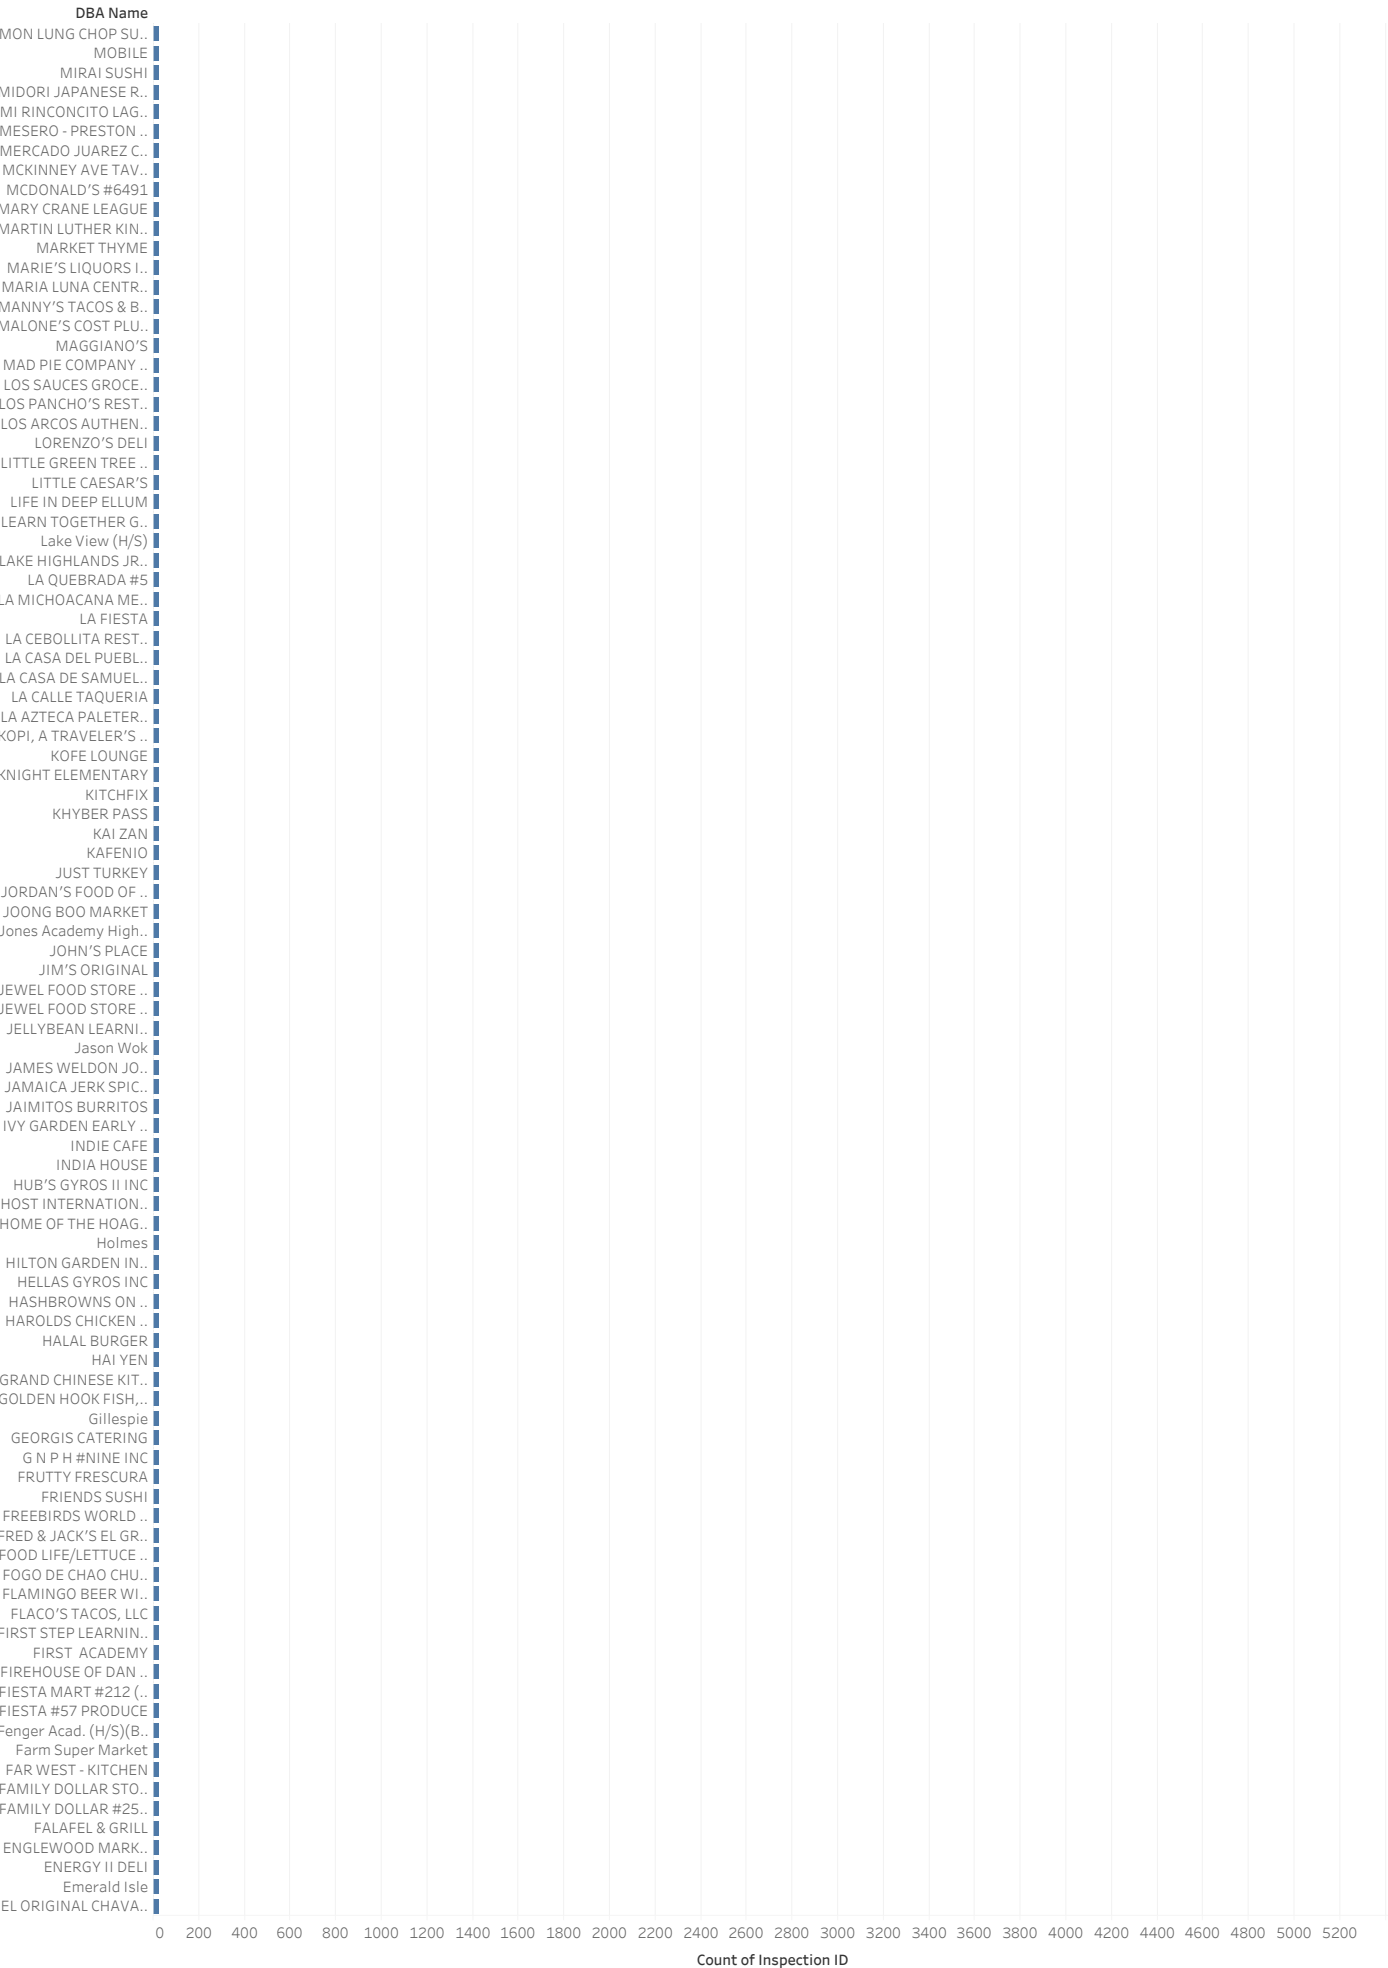 DBA Name
MON LUNG CHOP SU..
MOBILE
MIRAI SUSHI
MIDORI JAPANESE R..
MI RINCONCITO LAG..
MESERO - PRESTON ..
MERCADO JUAREZ C..
MCKINNEY AVE TAV..
MCDONALD'S #6491
MARY CRANE LEAGUE
MARTIN LUTHER KIN..
MARKET THYME
MARIE'S LIQUORS I..
MARIA LUNA CENTR..
MANNY'S TACOS & B..
MALONE'S COST PLU..
MAGGIANO'S
MAD PIE COMPANY ..
LOS SAUCES GROCE..
LOS PANCHO'S REST..
LOS ARCOS AUTHEN..
LORENZO'S DELI
LITTLE GREEN TREE ..
LITTLE CAESAR'S
LIFE IN DEEP ELLUM
LEARN TOGETHER G..
Lake View (H/S)
LAKE HIGHLANDS JR..
LA QUEBRADA #5
LA MICHOACANA ME..
LA FIESTA
LA CEBOLLITA REST..
LA CASA DEL PUEBL..
LA CASA DE SAMUEL..
LA CALLE TAQUERIA
LA AZTECA PALETER..
KOPI, A TRAVELER'S ..
KOFE LOUNGE
KNIGHT ELEMENTARY
KITCHFIX
KHYBER PASS
KAI ZAN
KAFENIO
JUST TURKEY
JORDAN'S FOOD OF ..
JOONG BOO MARKET
Jones Academy High..
JOHN'S PLACE
JIM'S ORIGINAL
JEWEL FOOD STORE ..
JEWEL FOOD STORE ..
JELLYBEAN LEARNI..
Jason Wok
JAMES WELDON JO..
JAMAICA JERK SPIC..
JAIMITOS BURRITOS
IVY GARDEN EARLY ..
INDIE CAFE
INDIA HOUSE
HUB'S GYROS II INC
HOST INTERNATION..
HOME OF THE HOAG..
Holmes
HILTON GARDEN IN..
HELLAS GYROS INC
HASHBROWNS ON ..
HAROLDS CHICKEN ..
HALAL BURGER
HAI YEN
GRAND CHINESE KIT..
GOLDEN HOOK FISH,..
Gillespie
GEORGIS CATERING
G N P H #NINE INC
FRUTTY FRESCURA
FRIENDS SUSHI
FREEBIRDS WORLD ..
FRED & JACK'S EL GR..
FOOD LIFE/LETTUCE ..
FOGO DE CHAO CHU..
FLAMINGO BEER WI..
FLACO'S TACOS, LLC
FIRST STEP LEARNIN..
FIRST  ACADEMY
FIREHOUSE OF DAN ..
FIESTA MART #212 (..
FIESTA #57 PRODUCE
Fenger Acad. (H/S)(B..
Farm Super Market
FAR WEST - KITCHEN
FAMILY DOLLAR STO..
FAMILY DOLLAR #25..
FALAFEL & GRILL
ENGLEWOOD MARK..
ENERGY II DELI
Emerald Isle
EL ORIGINAL CHAVA..
0 200 400 600 800 1000 1200 1400 1600 1800 2000 2200 2400 2600 2800 3000 3200 3400 3600 3800 4000 4200 4400 4600 4800 5000 5200
Count of Inspection ID